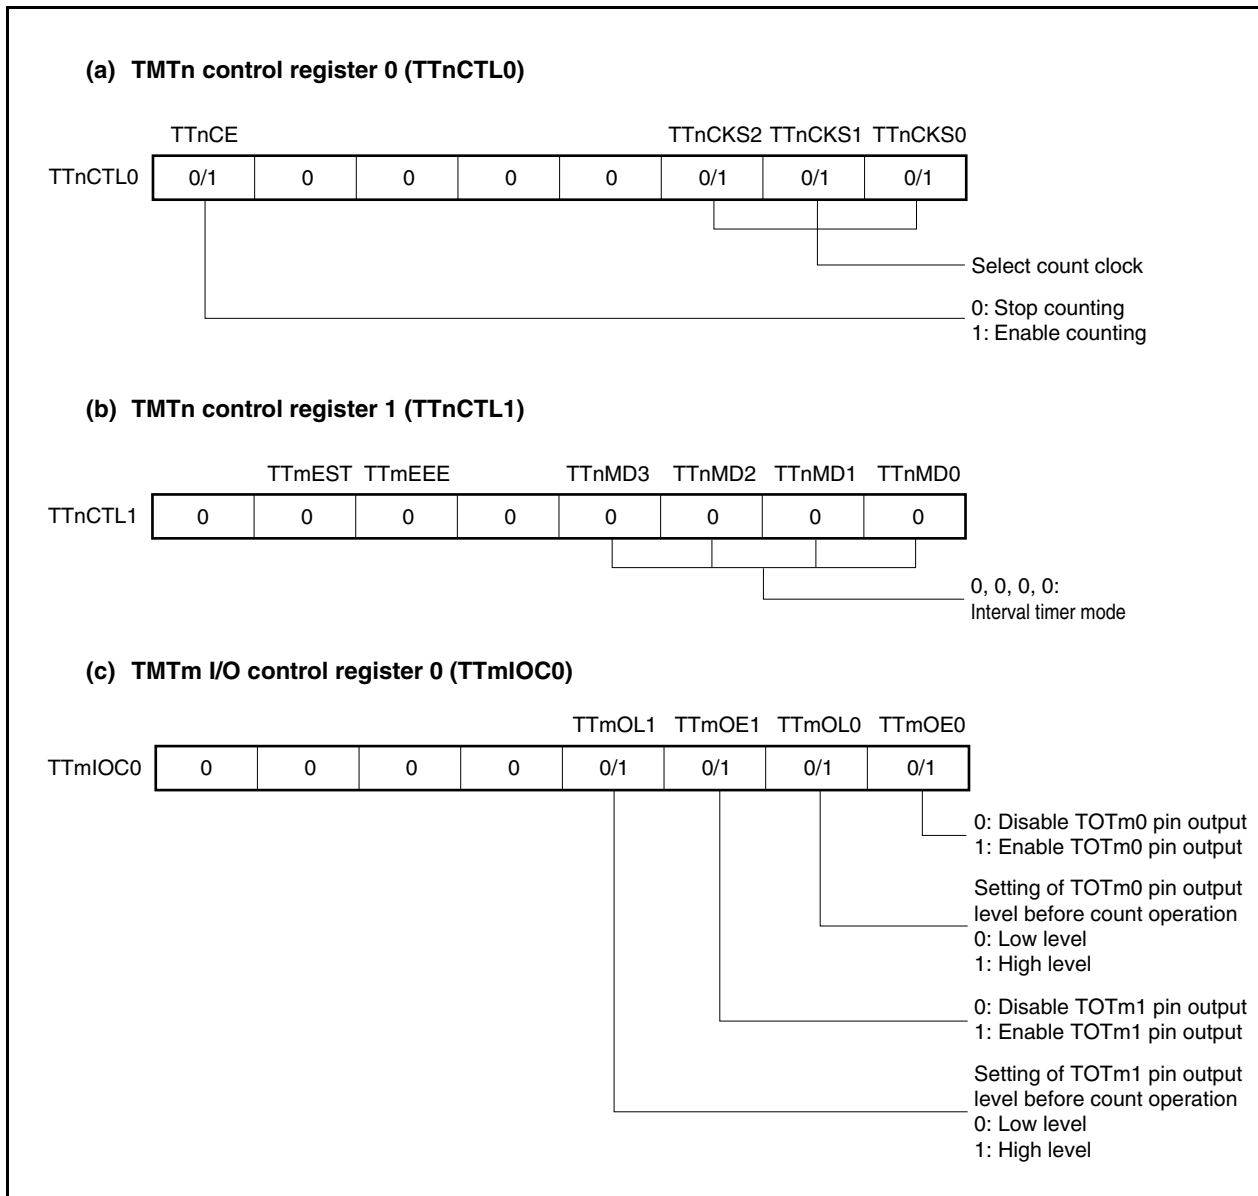 (a) TMTn control register 0 (TTnCTL0)
TTnCE TTnCKS2 TTnCKS1 TTnCKS0
TTnCTL0 0/1 0 0 0 0 0/1 0/1 0/1
Select count clock
0: Stop counting
1: Enable counting
(b) TMTn control register 1 (TTnCTL1)
TTmEST TTmEEE TTnMD3 TTnMD2 TTnMD1 TTnMD0
TTnCTL1 0 0 0 0 0 0 0 0
0, 0, 0, 0:
Interval timer mode
(c) TMTm I/O control register 0 (TTmIOC0)
TTmOL1 TTmOE1 TTmOL0 TTmOE0
TTmIOC0 0 0 0 0 0/1 0/1 0/1 0/1
0: Disable TOTm0 pin output
1: Enable TOTm0 pin output
Setting of TOTm0 pin output
level before count operation
0: Low level
1: High level
0: Disable TOTm1 pin output
1: Enable TOTm1 pin output
Setting of TOTm1 pin output
level before count operation
0: Low level
1: High level